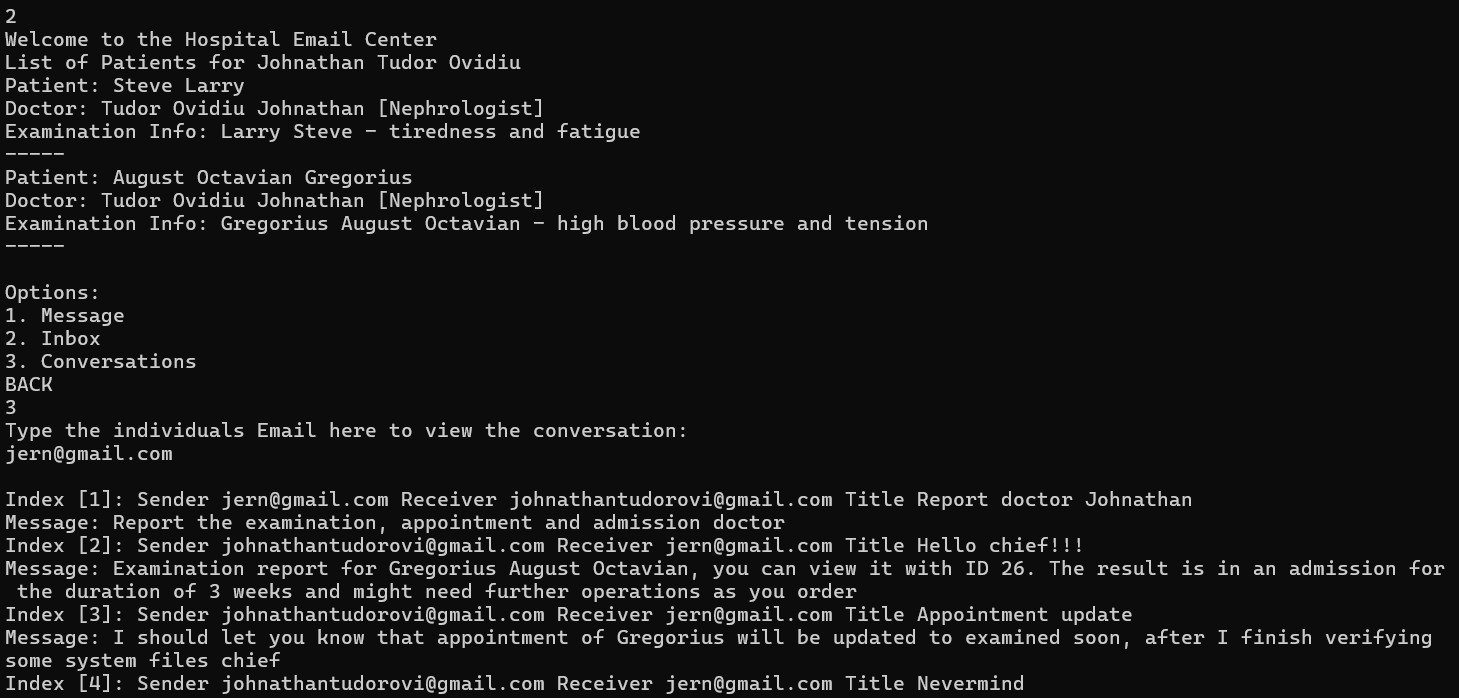 2
Welcome to the Hospital Email Center
List of Patients for Johnathan Tudor Ovidiu
Patient: Steve Larry
Doctor: Tudor Ovidiu Johnathan [Nephrologist]
Examination Info: Larry Steve - tiredness and fatigue
-----
Patient: August Octavian Gregorius
Doctor: Tudor Ovidiu Johnathan [Nephrologist]
Examination Info: Gregorius August Octavian - high blood pressure and tension
-----
Options:
1. Message
2. Inbox
3. Conversations
BACK
3
Type the individuals Email here to view the conversation:
jern@gmail.com
Index [1]: Sender jern@gmail.com Receiver johnathantudorovi@gmail.com Title Report doctor Johnathan
Message: Report the examination, appointment and admission doctor
Index [2]: Sender johnathantudorovi@gmail.com Receiver jern@gmail.com Title Hello chief!!!
Message: Examination report for Gregorius August Octavian, you can view it with ID 26. The result is in an admission for
 the duration of 3 weeks and might need further operations as you order
Index [3]: Sender johnathantudorovi@gmail.com Receiver jern@gmail.com Title Appointment update
Message: I should let you know that appointment of Gregorius will be updated to examined soon, after I finish verifying
some system files chief
Index [4]: Sender johnathantudorovi@gmail.com Receiver jern@gmail.com Title Nevermind